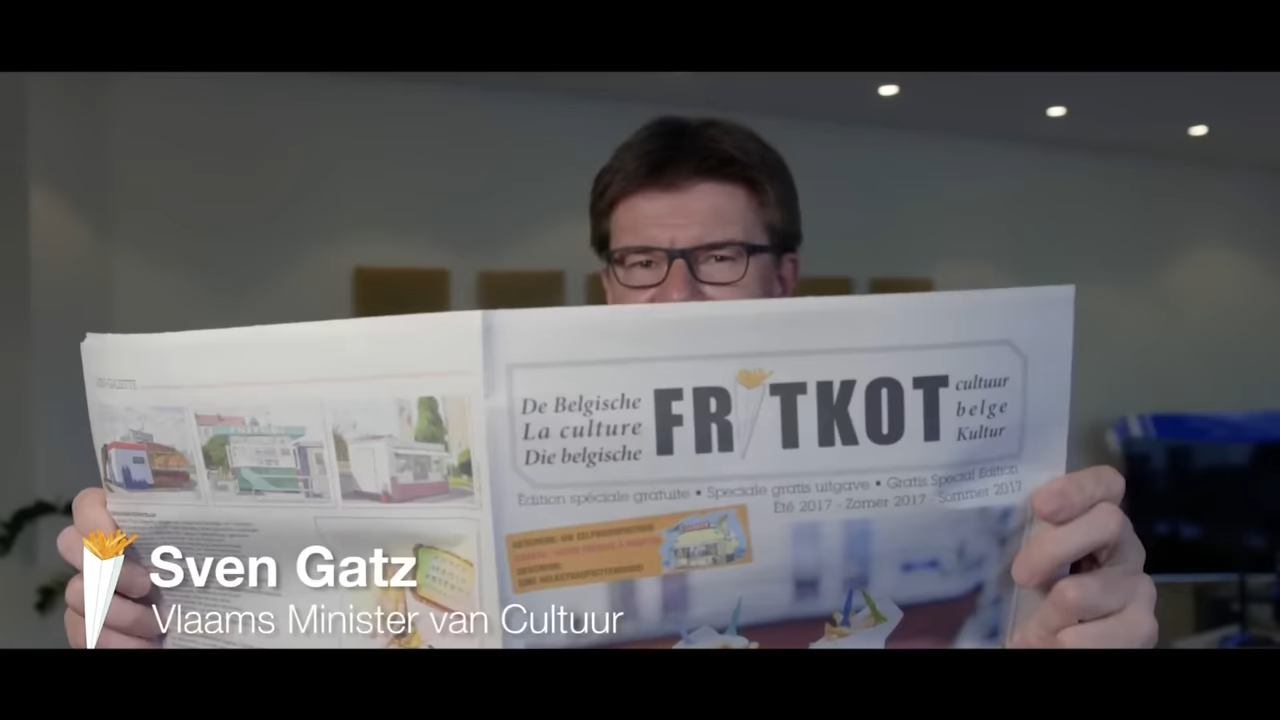 De Belgische
La culture
Die belgische
FRITKOT
cultuur
belge
Kultur
Édition spéciale gratuite • Speciale gratis uitgave • Gratis Special Edition
Été 2017 - Zomer 2017 - Sommer 2017
Sven Gatz
Vlaams Minister van Cultuur